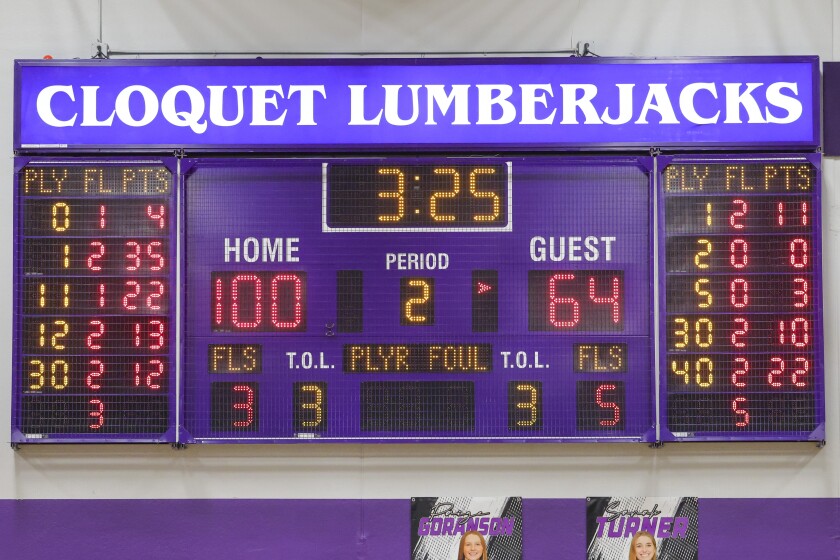 CLOQUET LUMBERJACKS
PLY FL PTS
0 1 4
1 2 35
11 1 22
12 2 13
30 2 12
3
3:25
HOME PERIOD GUEST
100 2 64
FLS T.O.L. PLYR FOUL T.O.L. FLS
3 3 3 5
PLY FL PTS
1 2 11
2 0 0
5 0 3
30 2 10
40 2 22
5
Paige
GORANSON
Sarah
TURNER